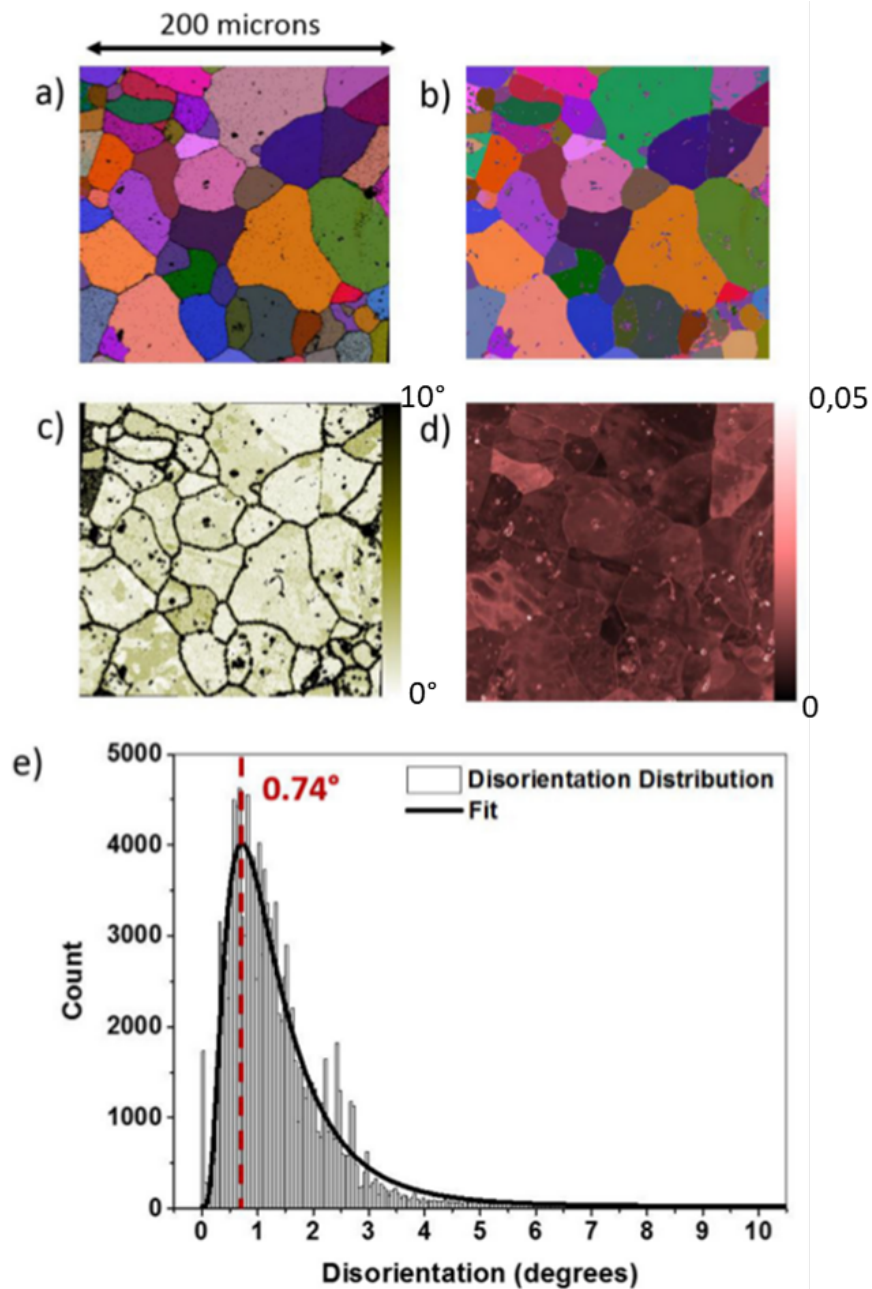 200 microns
a)
b)
c)
10°
0°
d)
0,05
0
e)
5000
4000
3000
2000
1000
0
Count
0.74°
Disorientation Distribution
Fit
0 1 2 3 4 5 6 7 8 9 10
Disorientation (degrees)